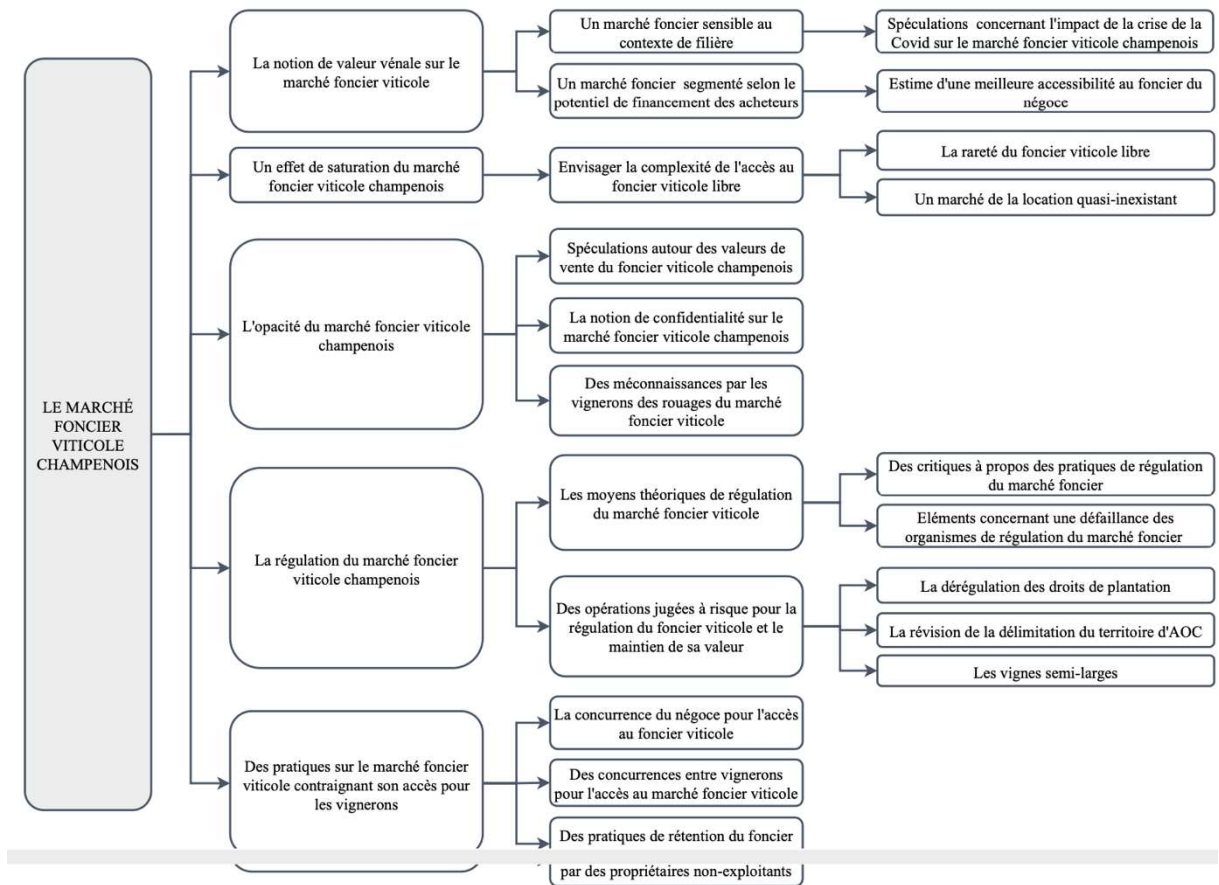 LE MARCHÉ
FONCIER
VITICOLE
CHAMPENOIS
La notion de valeur vénale sur le
marché foncier viticole
Un marché foncier sensible au
contexte de filière
Spéculations concernant l'impact de la crise de la
Covid sur le marché foncier viticole champenois
Un marché foncier segmenté selon le
potentiel de financement des acheteurs
Estime d'une meilleure accessibilité au foncier du
négoce
Un effet de saturation du marché
foncier viticole champenois
Envisager la complexité de l'accès au
foncier viticole libre
La rareté du foncier viticole libre
Un marché de la location quasi-inexistant
L'opacité du marché foncier viticole
champenois
Spéculations autour des valeurs de
vente du foncier viticole champenois
La notion de confidentialité sur le
marché foncier viticole champenois
Des méconnaissances par les
vignerons des rouages du marché
foncier viticole
La régulation du marché foncier
viticole champenois
Les moyens théoriques de régulation
du marché foncier viticole
Des critiques à propos des pratiques de régulation
du marché foncier
Eléments concernant une défaillance des
organismes de régulation du marché foncier
Des opérations jugées à risque pour la
régulation du foncier viticole et le
maintien de sa valeur
La dérégulation des droits de plantation
La révision de la délimitation du territoire d'AOC
Les vignes semi-larges
Des pratiques sur le marché foncier
viticole contraignant son accès pour
les vignerons
La concurrence du négoce pour l'accès
au foncier viticole
Des concurrences entre vignerons
pour l'accès au marché foncier viticole
Des pratiques de rétention du foncier
par des propriétaires non-exploitants